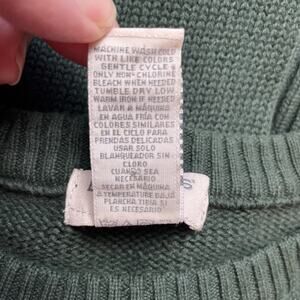 MACHINE WASH COLD
WITH LIKE COLORS
GENTLE CYCLE
ONLY NON-CHLORINE
BLEACH WHEN NEEDED
TUMBLE DRY LOW
WARM IRON IF NEEDED
LAVAR A MÁQUINA
EN AGUA FRÍA CON
COLORES SIMILARES
EN EL CICLO PARA
PRENDAS DELICADAS
USAR SOLO
BLANQUEADOR SIN
CLORO
CUANDO SEA
NECESARIO
SECAR EN MÁQUINA
A TEMPERATURA BAJA
PLANCHA TIBIA SI
ES NECESARIO